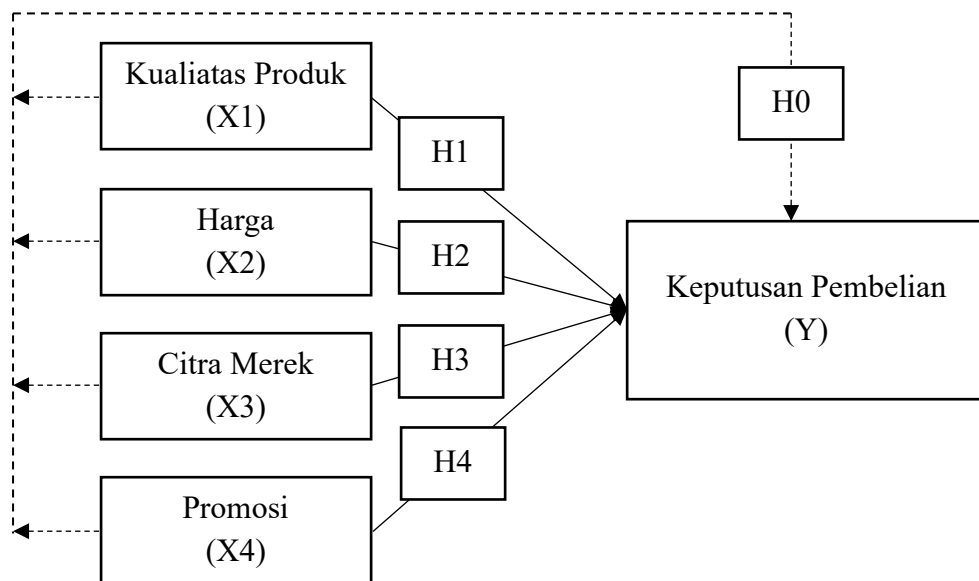 Kualiatas Produk
(X1)
H0
H1
Harga
(X2)
H2
Keputusan Pembelian
(Y)
Citra Merek
(X3)
H3
H4
Promosi
(X4)